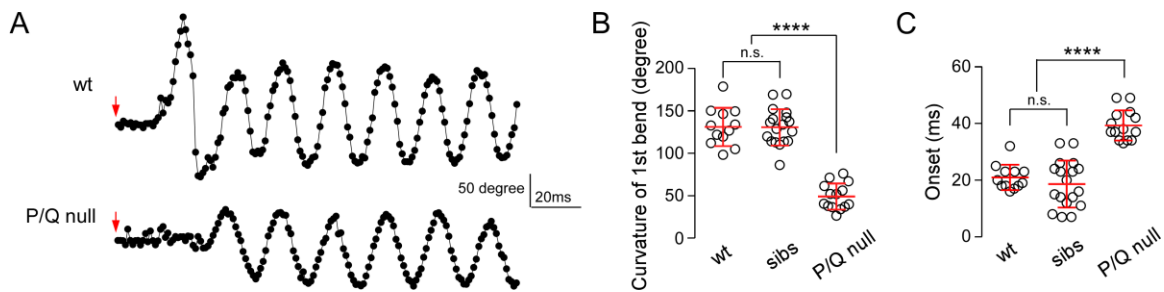 A
wt
P/Q null
50 degree
20ms
B
Curvature of 1st bend (degree)
****
n.s.
200
150
100
50
0
wt
sibs
P/Q null
C
Onset (ms)
****
n.s.
60
40
20
0
wt
sibs
P/Q null